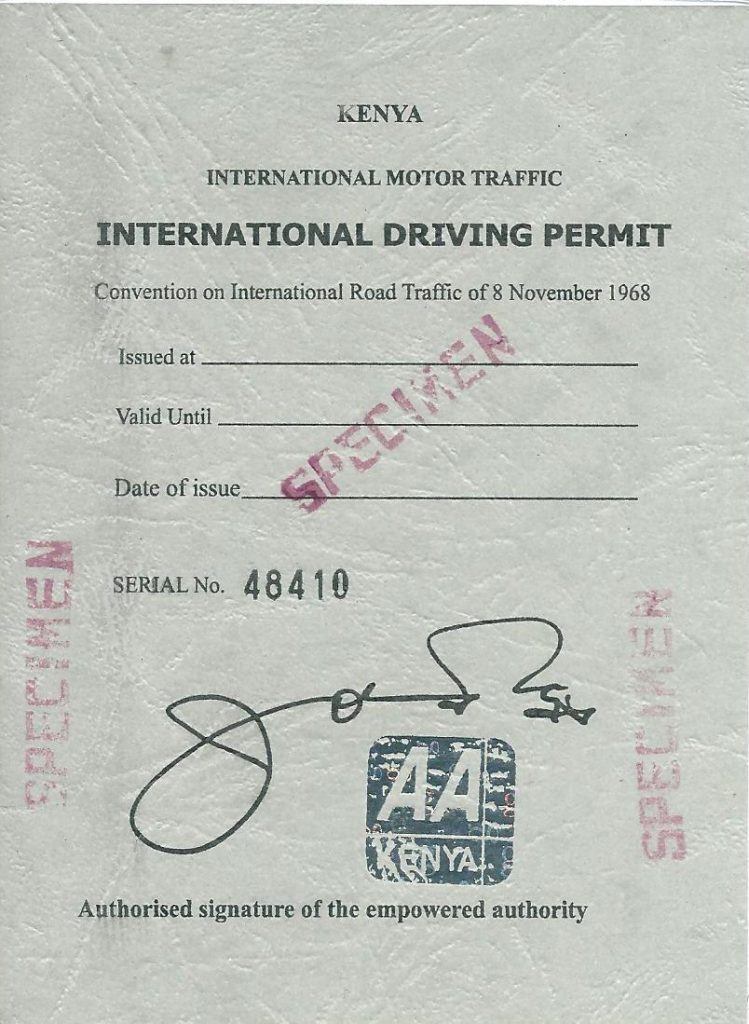 KENYA
INTERNATIONAL MOTOR TRAFFIC
INTERNATIONAL DRIVING PERMIT
Convention on International Road Traffic of 8 November 1968
Issued at
Valid Until
Date of issue
SPECIMEN
SERIAL No. 48410
SPECIMEN
SPECIMEN
AA
KENYA
Authorised signature of the empowered authority